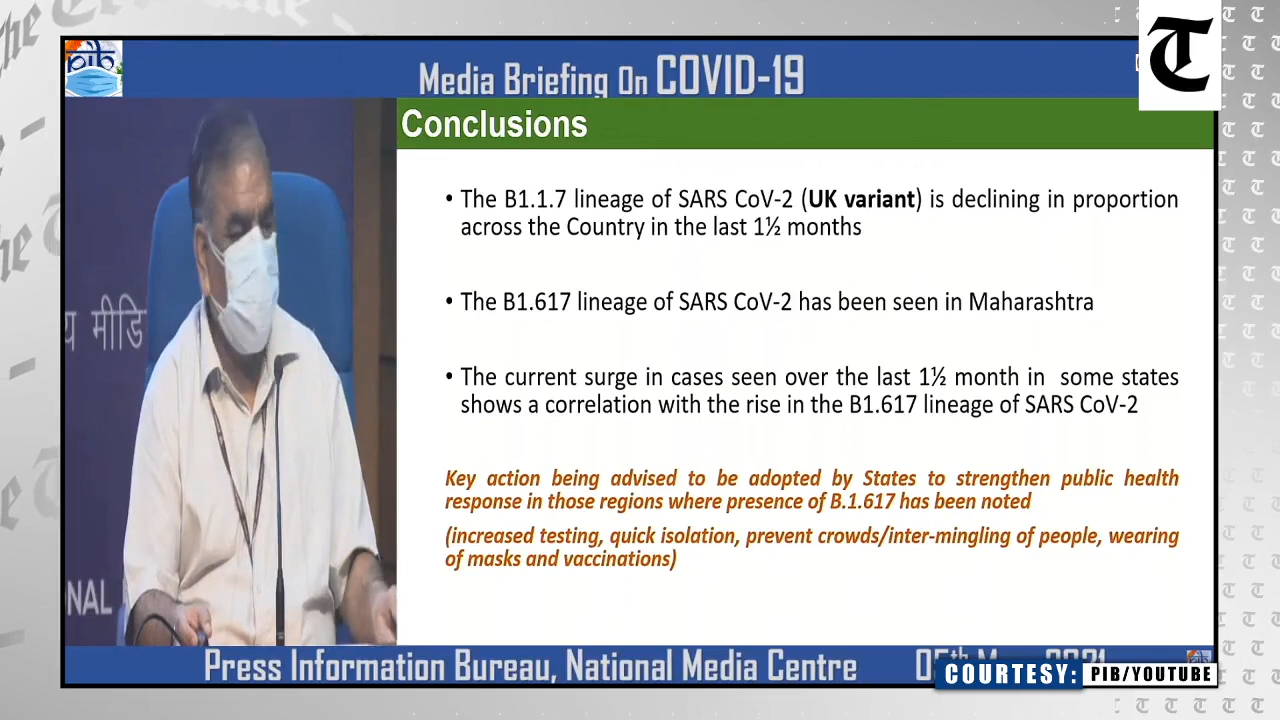 Media Briefing On COVID-19
Conclusions
• The B1.1.7 lineage of SARS CoV-2 (UK variant) is declining in proportion
across the Country in the last 1½ months
• The B1.617 lineage of SARS CoV-2 has been seen in Maharashtra
• The current surge in cases seen over the last 1½ month in some states
shows a correlation with the rise in the B1.617 lineage of SARS CoV-2
Key action being advised to be adopted by States to strengthen public health
response in those regions where presence of B.1.617 has been noted
(increased testing, quick isolation, prevent crowds/inter-mingling of people, wearing
of masks and vaccinations)
pib
मीडि
NAL
Press Information Bureau, National Media Centre
COURTESY: PIB/YOUTUBE